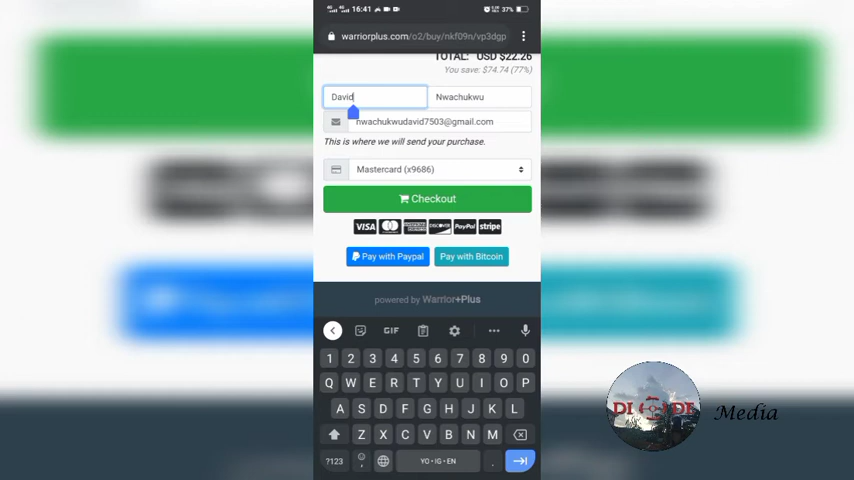 16:41 37%
warriorplus.com/o2/buy/nkf09n/vp3dgp
TOTAL: USD $22.26
You save: $74.74 (77%)
David Nwachukwu
nwachukwudavid7503@gmail.com
This is where we will send your purchase.
Mastercard (x9686)
Checkout
VISA DISCOVER PayPal stripe
Pay with Paypal Pay with Bitcoin
powered by Warrior+Plus
GIF
1 2 3 4 5 6 7 8 9 0
Q W E R T Y U I O P
A S D F G H J K L
Z X C V B N M
?123 , YO • IG • EN .
Media